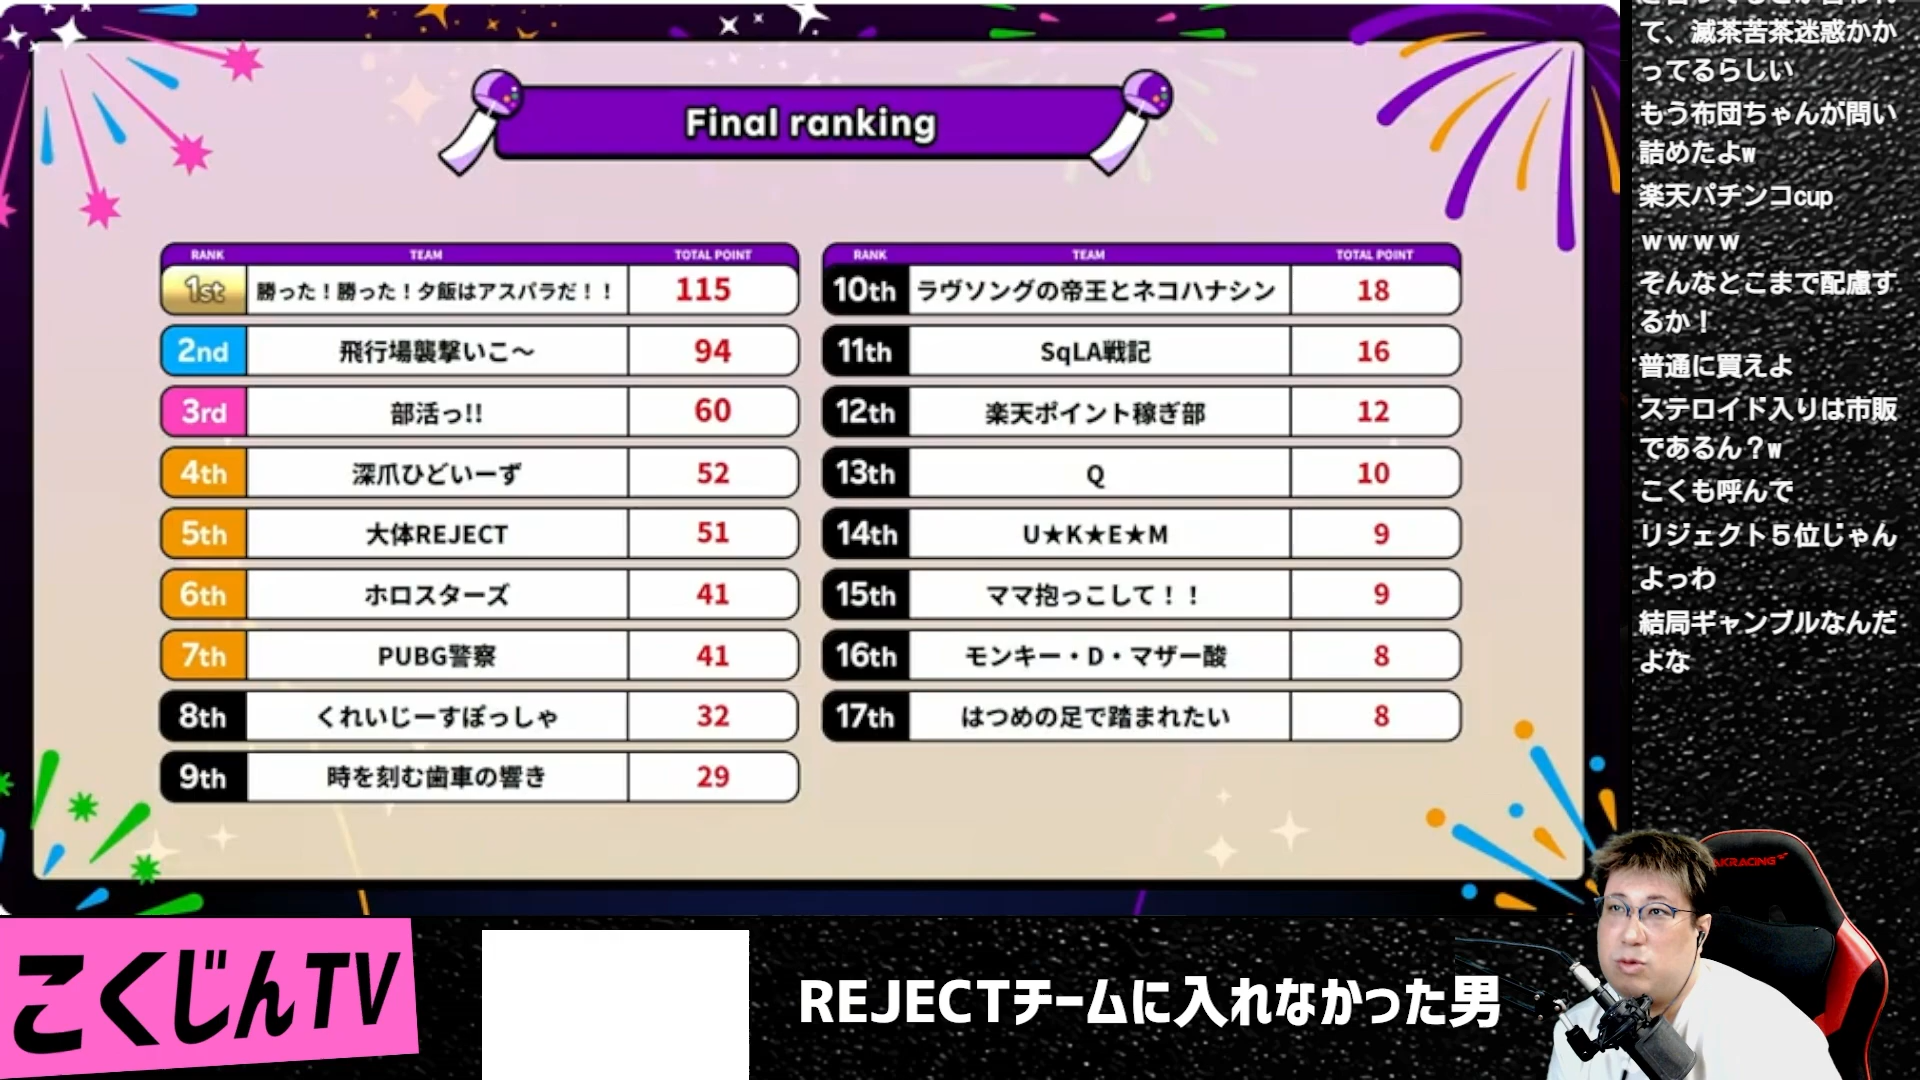 Final ranking
RANK TEAM TOTAL POINT
1st 勝った！勝った！夕飯はアスパラだ！！ 115
2nd 飛行場襲撃いこ〜 94
3rd 部活っ!! 60
4th 深爪ひどいーず 52
5th 大体REJECT 51
6th ホロスターズ 41
7th PUBG警察 41
8th くれいじーすぽっしゃ 32
9th 時を刻む歯車の響き 29
RANK TEAM TOTAL POINT
10th ラヴソングの帝王とネコハナシン 18
11th SqLA戦記 16
12th 楽天ポイント稼ぎ部 12
13th Q 10
14th U★K★E★M 9
15th ママ抱っこして！！ 9
16th モンキー・D・マザー酸 8
17th はつめの足で踏まれたい 8
て、滅茶苦茶迷惑かか
ってるらしい
もう布団ちゃんが問い
詰めたよw
楽天パチンコcup
ｗｗｗｗ
そんなとこまで配慮す
るか！
普通に買えよ
ステロイド入りは市販
であるん？w
こくも呼んで
リジェクト５位じゃん
よっわ
結局ギャンブルなんだ
よな
こくじんTV
REJECTチームに入れなかった男
AKRACING